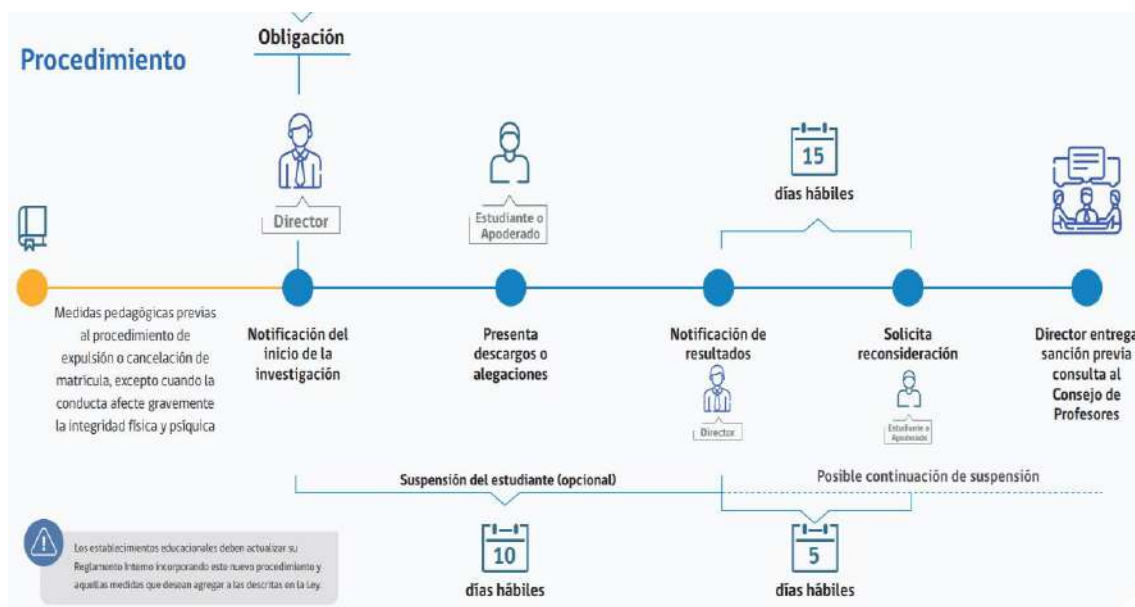 Procedimiento
Obligación
Director
Estudiante o
Apoderado
15
días hábiles
Medidas pedagógicas previas
al procedimiento de
expulsión o cancelación de
matrícula, excepto cuando la
conducta afecte gravemente
la integridad física y psíquica
Notificación del
inicio de la
investigación
Presenta
descargos o
alegaciones
Notificación de
resultados
Director
Solicita
reconsideración
Estudiante o
Apoderado
Director entrega
sanción previa
consulta al
Consejo de
Profesores
Suspensión del estudiante (opcional)
Posible continuación de suspensión
10
días hábiles
5
días hábiles
Los establecimientos educacionales deben actualizar su
Reglamento Interno incorporando este nuevo procedimiento y
aquellas medidas que desean agregar a las descritas en la Ley.